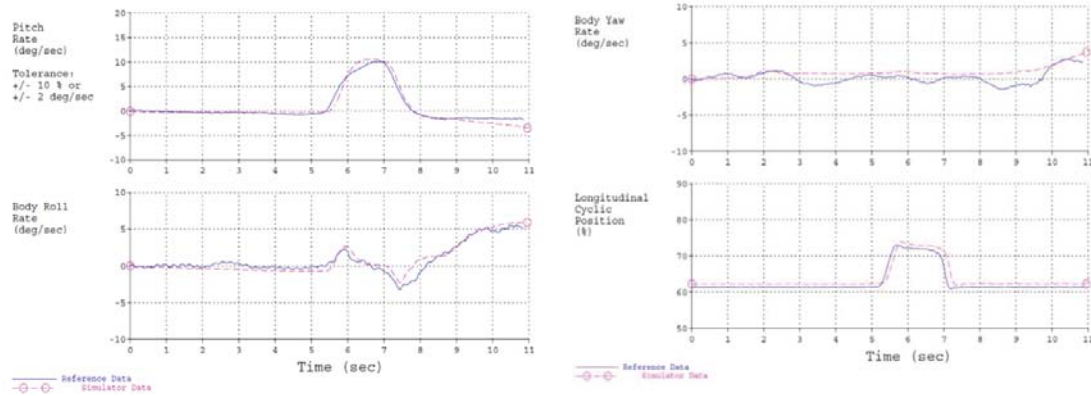 Pitch
Rate
(deg/sec)
Tolerance:
+/- 10 % or
+/- 2 deg/sec
20
15
10
5
0
-5
-10
0 1 2 3 4 5 6 7 8 9 10 11
Body Roll
Rate
(deg/sec)
10
5
0
-5
-10
0 1 2 3 4 5 6 7 8 9 10 11
Time (sec)
Reference Data
Simulator Data
Body Yaw
Rate
(deg/sec)
10
5
0
-5
-10
0 1 2 3 4 5 6 7 8 9 10 11
Longitudinal
Cyclic
Position
(%)
90
80
70
60
50
0 1 2 3 4 5 6 7 8 9 10 11
Time (sec)
Reference Data
Simulator Data